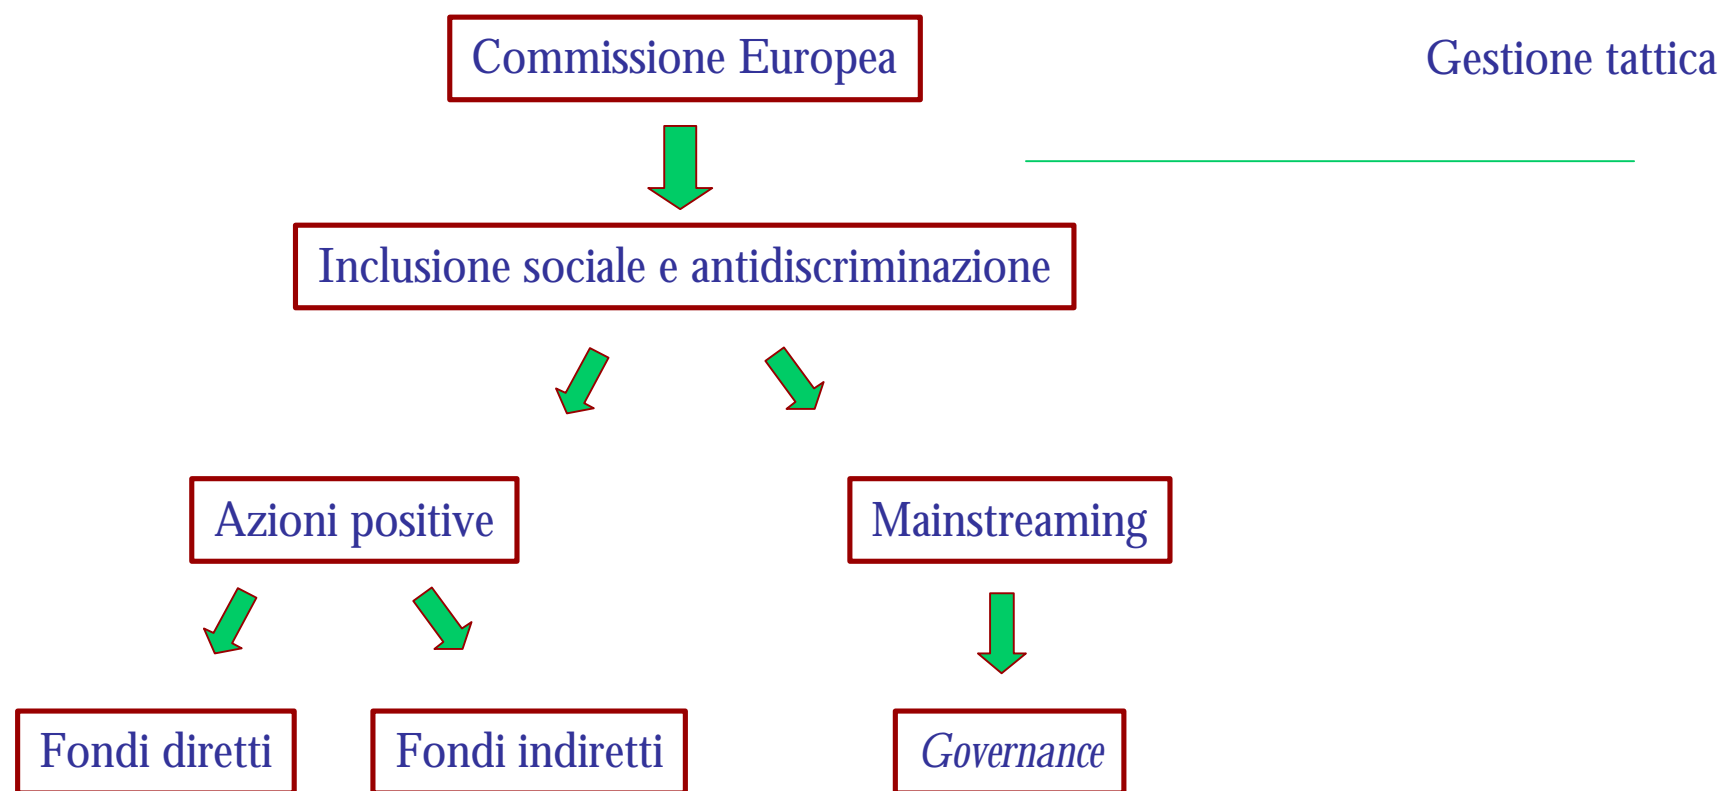 Commissione Europea
Gestione tattica
Inclusione sociale e antidiscriminazione
Azioni positive
Mainstreaming
Fondi diretti
Fondi indiretti
Governance